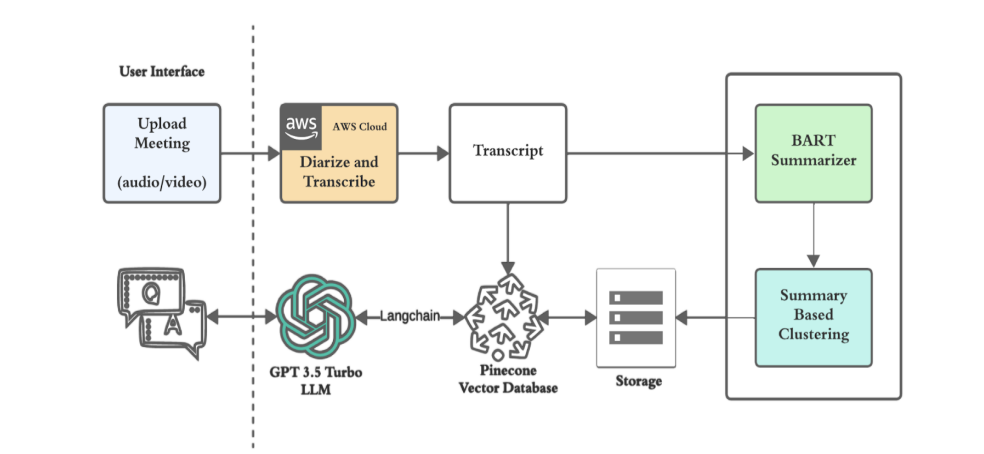 User Interface
Upload
Meeting
(audio/video)
aws
AWS Cloud
Diarize and
Transcribe
Transcript
BART
Summarizer
Summary
Based
Clustering
Q
A
Langchain
GPT 3.5 Turbo
LLM
Pinecone
Vector Database
Storage